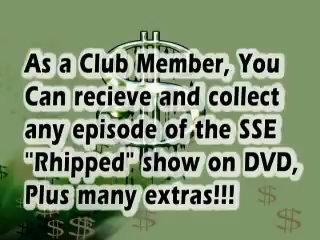 As a Club Member, You
Can recieve and collect
any episode of the SSE
"Rhipped" show on DVD,
Plus many extras!!!